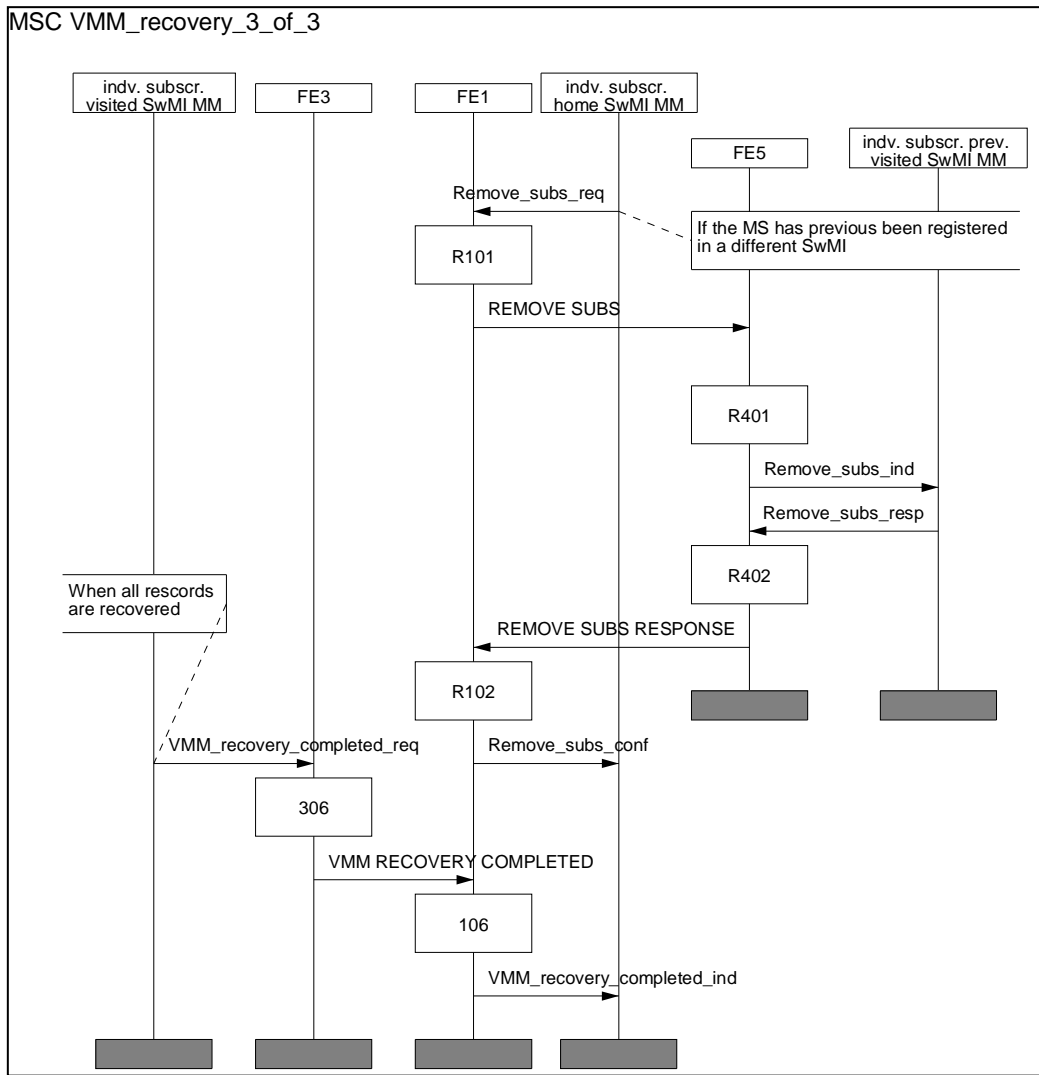 MSC VMM_recovery_3_of_3
indv. subscr.
visited SwMI MM
FE3
FE1
indv. subscr.
home SwMI MM
FE5
indv. subscr. prev.
visited SwMI MM
Remove_subs_req
If the MS has previous been registered
in a different SwMI
R101
REMOVE SUBS
R401
Remove_subs_ind
Remove_subs_resp
R402
When all rescords
are recovered
REMOVE SUBS RESPONSE
R102
VMM_recovery_completed_req
Remove_subs_conf
306
VMM RECOVERY COMPLETED
106
VMM_recovery_completed_ind